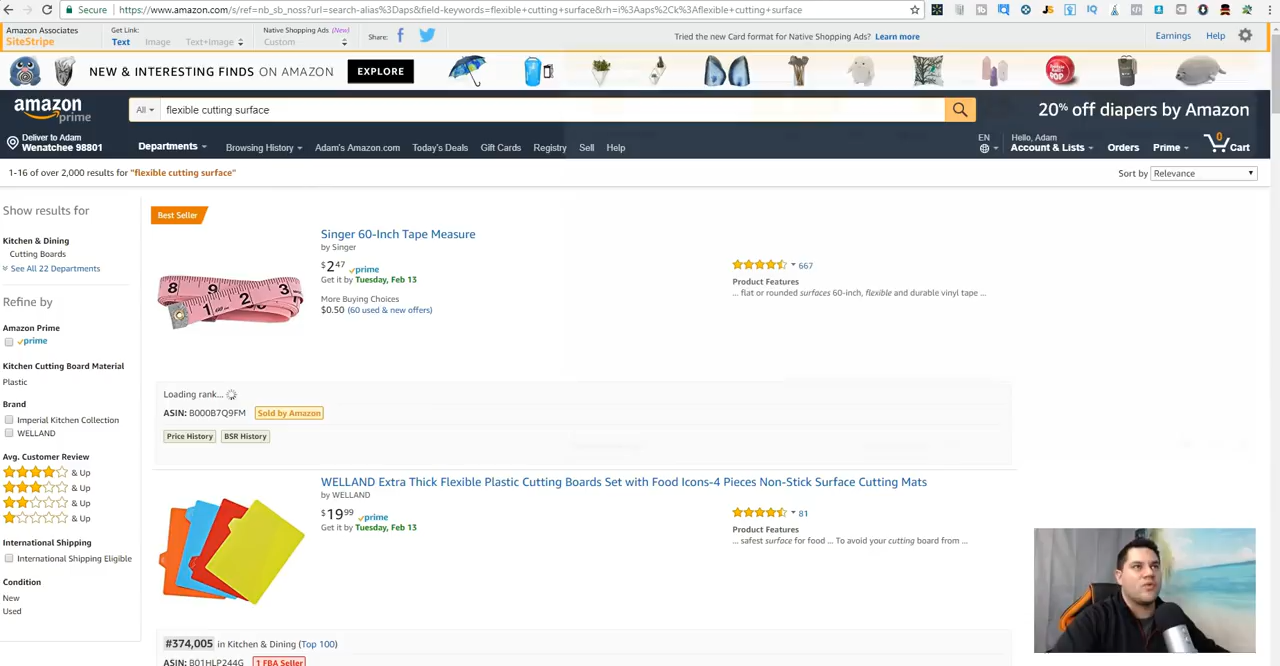 Secure
https://www.amazon.com/s/ref=nb_sb_noss?url=search-alias%3Daps&field-keywords=flexible+cutting+surface&rh=i%3Aaps%2Ck%3Aflexible+cutting+surface
Amazon Associates
SiteStripe
Get Link:
Text
Image
Text+Image
Native Shopping Ads (New)
Custom
Share:
Tried the new Card format for Native Shopping Ads? Learn more
Earnings
Help
NEW & INTERESTING FINDS ON AMAZON
EXPLORE
amazon
prime
All
flexible cutting surface
20% off diapers by Amazon
Deliver to Adam
Wenatchee 98801
Departments
Browsing History
Adam's Amazon.com
Today's Deals
Gift Cards
Registry
Sell
Help
EN
Hello, Adam
Account & Lists
Orders
Prime
0
Cart
1-16 of over 2,000 results for "flexible cutting surface"
Sort by Relevance
Show results for
Kitchen & Dining
Cutting Boards
See All 22 Departments
Refine by
Amazon Prime
prime
Kitchen Cutting Board Material
Plastic
Brand
Imperial Kitchen Collection
WELLAND
Avg. Customer Review
& Up
& Up
& Up
& Up
International Shipping
International Shipping Eligible
Condition
New
Used
Best Seller
Singer 60-Inch Tape Measure
by Singer
$2 47 prime
Get it by Tuesday, Feb 13
More Buying Choices
$0.50 (60 used & new offers)
667
Product Features
... flat or rounded surfaces 60-inch, flexible and durable vinyl tape ...
Loading rank...
ASIN: B000B7Q9FM Sold by Amazon
Price History BSR History
WELLAND Extra Thick Flexible Plastic Cutting Boards Set with Food Icons-4 Pieces Non-Stick Surface Cutting Mats
by WELLAND
$19 99 prime
Get it by Tuesday, Feb 13
81
Product Features
... safest surface for food ... To avoid your cutting board from ...
#374,005 in Kitchen & Dining (Top 100)
ASIN: B01HLP244G 1 FBA Seller